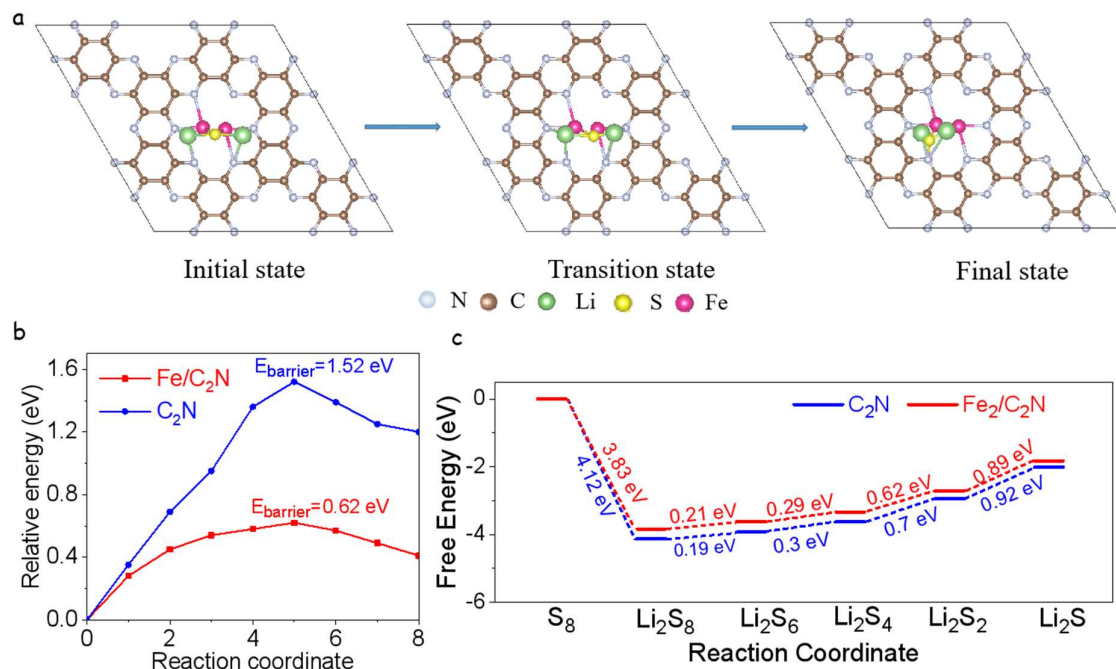 a
Initial state
Transition state
Final state
N C Li S Fe
b
Relative energy (eV)
1.6
1.2
0.8
0.4
0.0
Fe/C₂N
C₂N
E_barrier=1.52 eV
E_barrier=0.62 eV
0 2 4 6 8
Reaction coordinate
c
Free Energy (eV)
0
-2
-4
-6
C₂N
Fe₂/C₂N
3.83 eV
4.12 eV
0.21 eV
0.19 eV
0.29 eV
0.3 eV
0.62 eV
0.7 eV
0.89 eV
0.92 eV
S₈ Li₂S₈ Li₂S₆ Li₂S₄ Li₂S₂ Li₂S
Reaction Coordinate